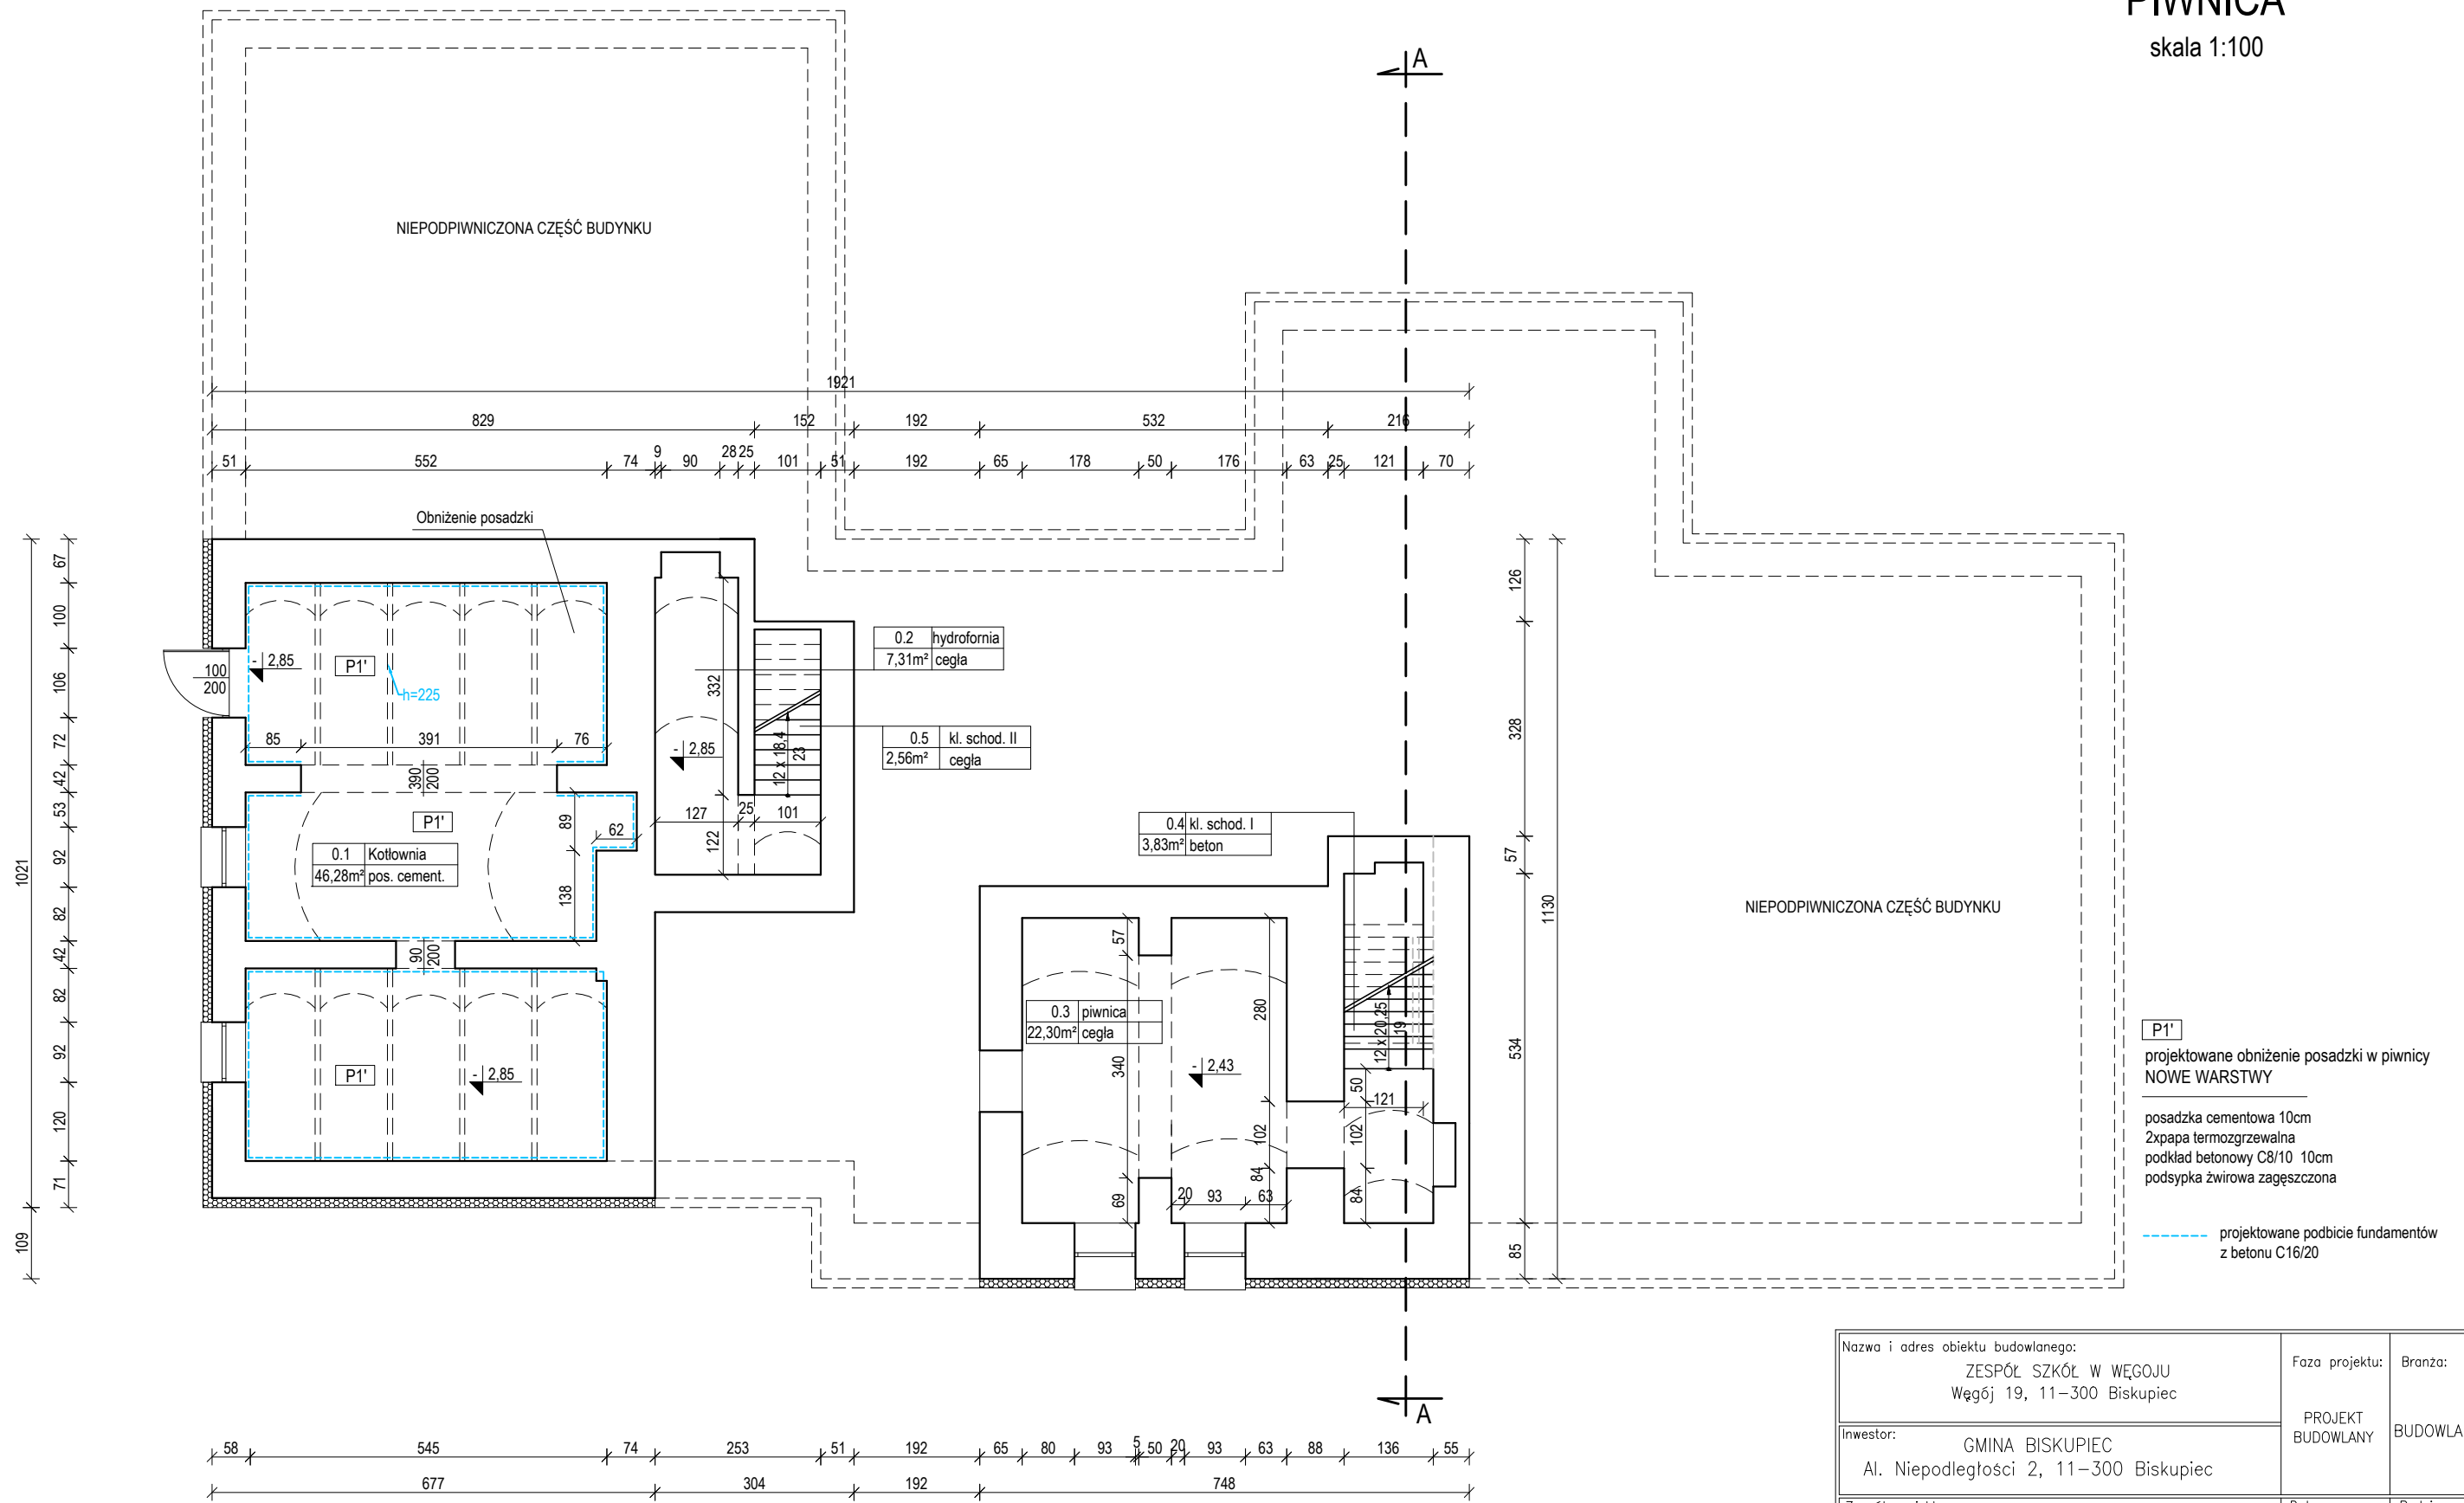 PIWNICA
skala 1:100
A
NIEPODPIWNICZONA CZĘŚĆ BUDYNKU
1921
829 152 192 532 216
51 552 74 9 90 28 25 101 51 192 65 178 50 176 63 25 121 70
Obniżenie posadzki
67
100
106
72
42
53
92
82
42
82
92
120
71
1021
109
100
200
- 2,85
P1'
h=225
85 391 76
390
200
P1'
89
62
138
0.1 Kotłownia
46,28m² pos. cement.
90
200
P1'
- 2,85
332
- 2,85
12 x 18,4
23
127 25 101
122
0.2 hydrofornia
7,31m² cegła
0.5 kl. schod. II
2,56m² cegła
0.4 kl. schod. I
3,83m² beton
57
0.3 piwnica
22,30m² cegła
340
280
- 2,43
12 x 20,25
19
50
121
102
102
84
84
69
20 93 63
126
328
57
534
85
1130
NIEPODPIWNICZONA CZĘŚĆ BUDYNKU
P1'
projektowane obniżenie posadzki w piwnicy
NOWE WARSTWY
posadzka cementowa 10cm
2xpapa termozgrzewalna
podkład betonowy C8/10 10cm
podsypka żwirowa zagęszczona
projektowane podbicie fundamentów
z betonu C16/20
A
58 545 74 253 51 192 65 80 93 5 50 20 93 63 88 136 55
677 304 192 748
Nazwa i adres obiektu budowlanego:
ZESPÓŁ SZKÓŁ W WĘGOJU
Węgój 19, 11-300 Biskupiec
Faza projektu:
PROJEKT
BUDOWLANY
Branża:
BUDOWLA
Inwestor:
GMINA BISKUPIEC
Al. Niepodległości 2, 11-300 Biskupiec